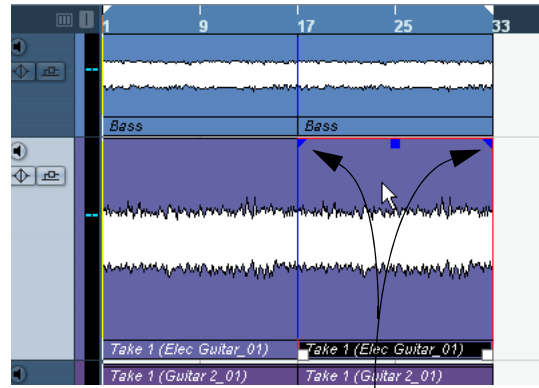 1 9 17 25 33
Bass Bass
Take 1 (Elec Guitar_01) Take 1 (Elec Guitar_01)
Take 1 (Guitar 2_01) Take 1 (Guitar 2_01)